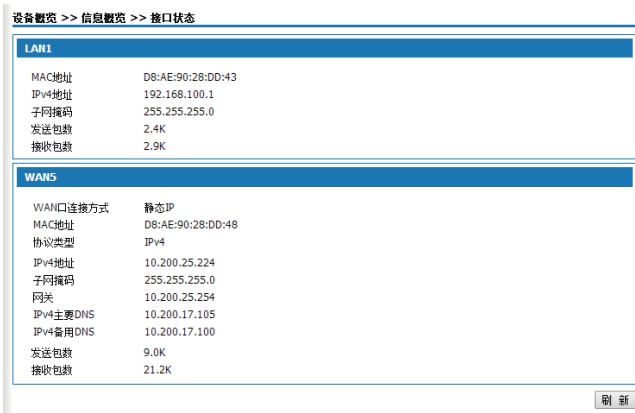 设备概览 >> 信息概览 >> 接口状态
LAN1
MAC地址 D8:AE:90:28:DD:43
IPv4地址 192.168.100.1
子网掩码 255.255.255.0
发送包数 2.4K
接收包数 2.9K
WAN5
WAN口连接方式 静态IP
MAC地址 D8:AE:90:28:DD:48
协议类型 IPv4
IPv4地址 10.200.25.224
子网掩码 255.255.255.0
网关 10.200.25.254
IPv4主要DNS 10.200.17.105
IPv4备用DNS 10.200.17.100
发送包数 9.0K
接收包数 21.2K
刷 新